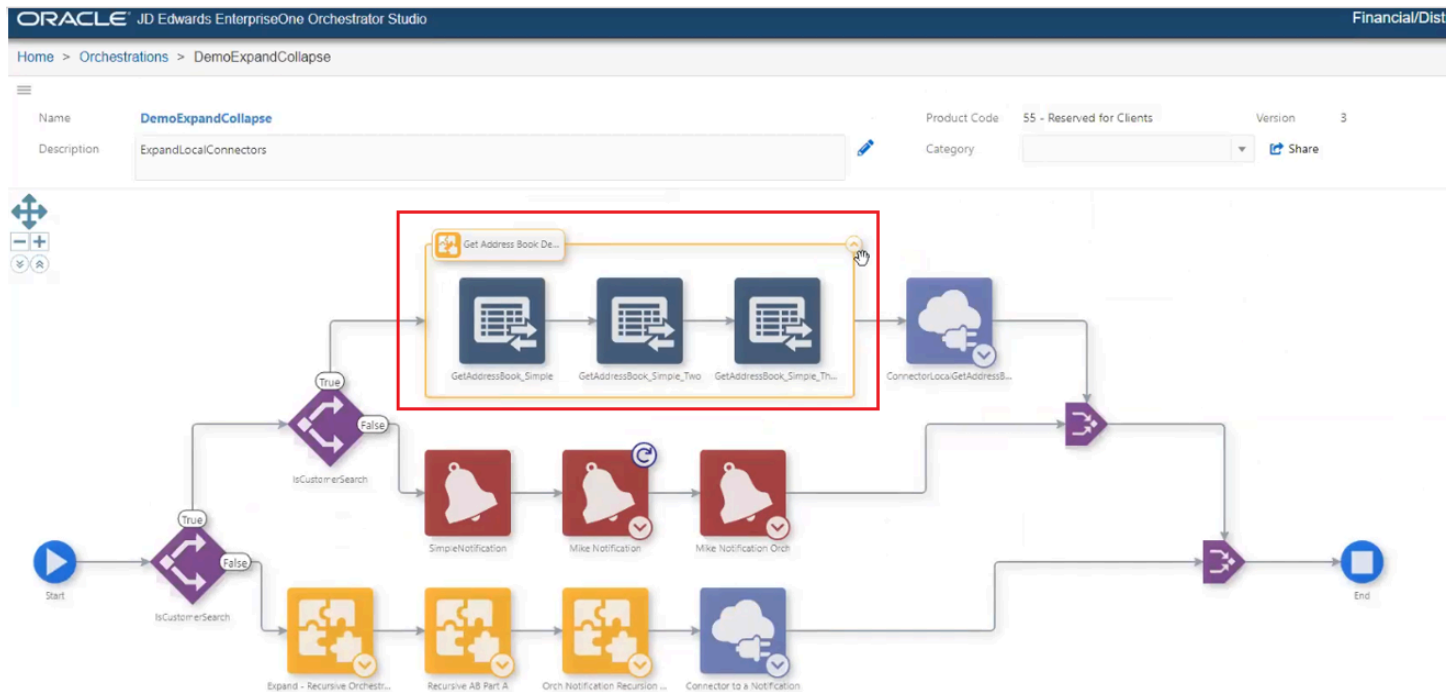 ORACLE JD Edwards EnterpriseOne Orchestrator Studio
Financial/Dist
Home > Orchestrations > DemoExpandCollapse
Name DemoExpandCollapse
Product Code 55 - Reserved for Clients Version 3
Description ExpandLocalConnectors
Category Share
Get Address Book De...
GetAddressBook_Simple GetAddressBook_Simple_Two GetAddressBook_Simple_Th... ConnectorLocalGetAddressB...
True
False
IsCustomerSearch
True
SimpleNotification Mike Notification Mike Notification Orch
False
Start
End
IsCustomerSearch
Expand - Recursive Orchestr... Recursive AB Part A Orch Notification Recursion ... Connector to a Notification